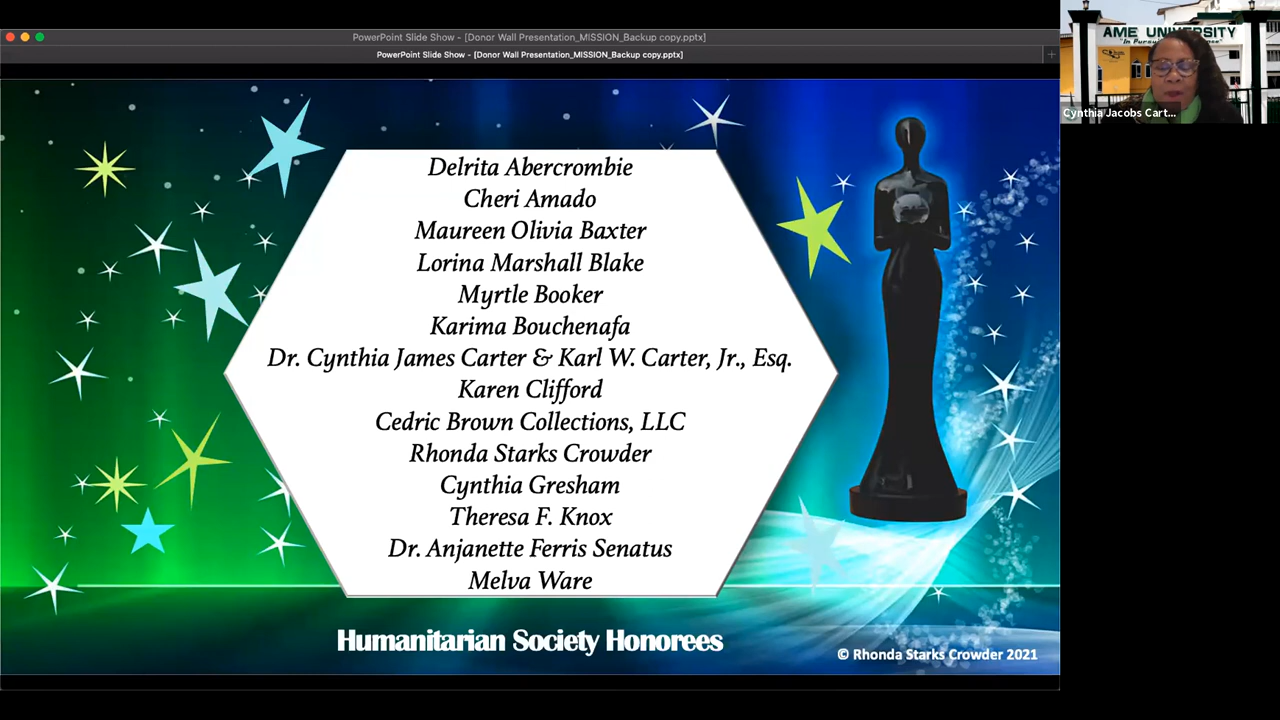 PowerPoint Slide Show - [Donor Wall Presentation_MISSION_Backup copy.pptx]
PowerPoint Slide Show - [Donor Wall Presentation_MISSION_Backup copy.pptx]
Delrita Abercrombie
Cheri Amado
Maureen Olivia Baxter
Lorina Marshall Blake
Myrtle Booker
Karima Bouchenafa
Dr. Cynthia James Carter & Karl W. Carter, Jr., Esq.
Karen Clifford
Cedric Brown Collections, LLC
Rhonda Starks Crowder
Cynthia Gresham
Theresa F. Knox
Dr. Anjanette Ferris Senatus
Melva Ware
Humanitarian Society Honorees
© Rhonda Starks Crowder 2021
AME UNIVERSITY
"In Pursu
Cynthia Jacobs Cart...